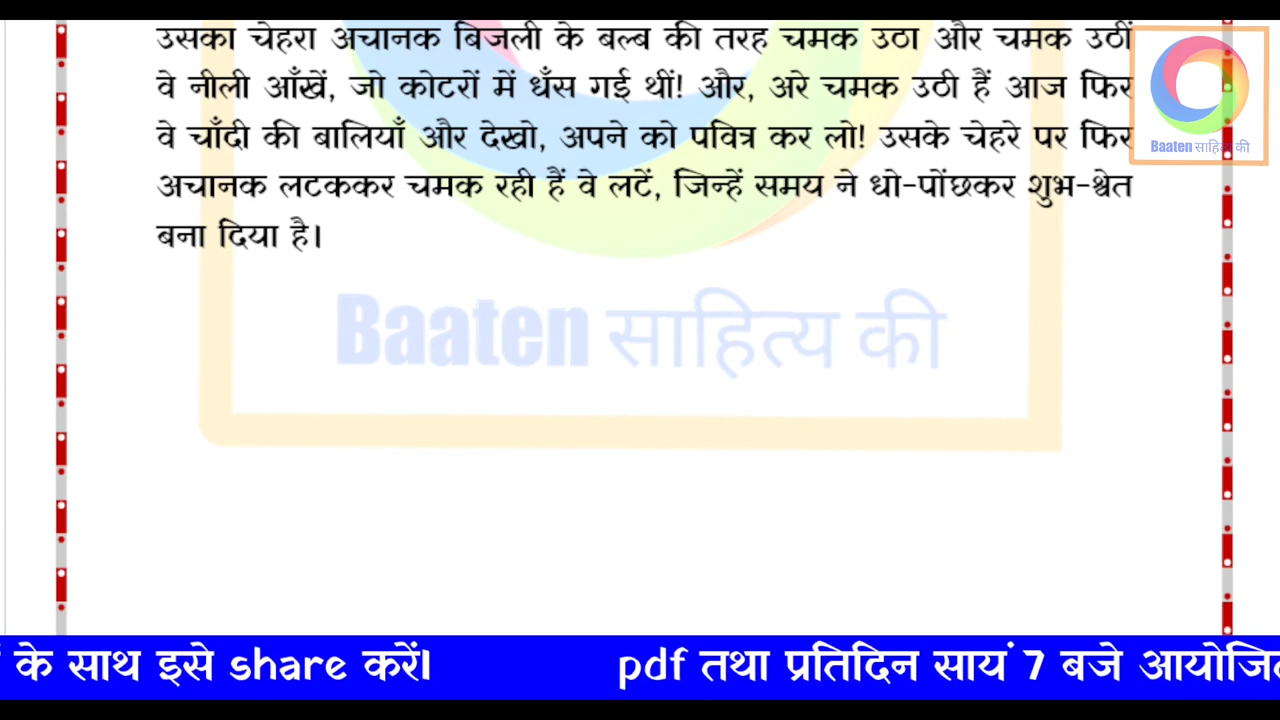 उसका चेहरा अचानक बिजली के बल्ब की तरह चमक उठा और चमक उठीं
वे नीली आँखें, जो कोटरों में धँस गई थीं! और, अरे चमक उठी हैं आज फिर
वे चाँदी की बालियाँ और देखो, अपने को पवित्र कर लो! उसके चेहरे पर फिर
अचानक लटककर चमक रही हैं वे लटें, जिन्हें समय ने धो-पोंछकर शुभ-श्वेत
बना दिया है।
Baaten साहित्य की
Baaten साहित्य की
के साथ इसे share करें। pdf तथा प्रतिदिन सायं 7 बजे